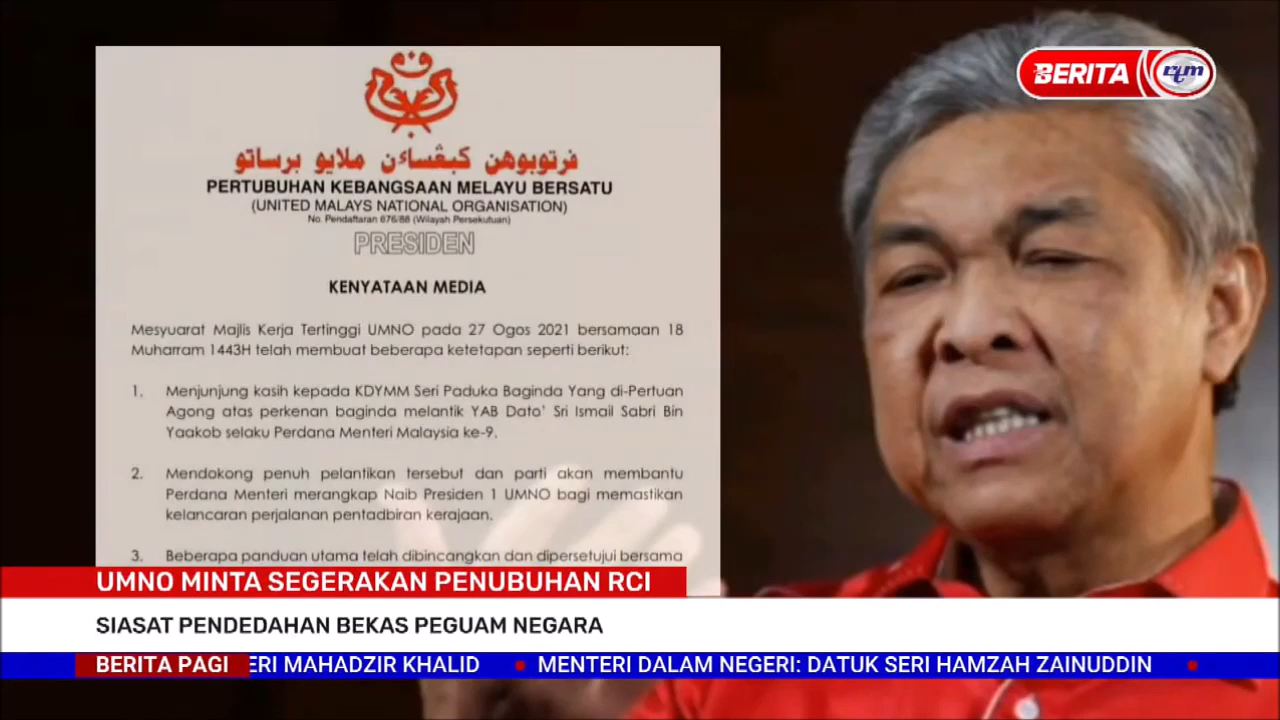 BERITA rtm
فرتوبوهن كبڠساءن ملايو برساتو
PERTUBUHAN KEBANGSAAN MELAYU BERSATU
(UNITED MALAYS NATIONAL ORGANISATION)
No. Pendaftaran 676/88 (Wilayah Persekutuan)
PRESIDEN
KENYATAAN MEDIA
Mesyuarat Majlis Kerja Tertinggi UMNO pada 27 Ogos 2021 bersamaan 18
Muharram 1443H telah membuat beberapa ketetapan seperti berikut:
1. Menjunjung kasih kepada KDYMM Seri Paduka Baginda Yang di-Pertuan
Agong atas perkenan baginda melantik YAB Dato' Sri Ismail Sabri Bin
Yaakob selaku Perdana Menteri Malaysia ke-9.
2. Mendokong penuh pelantikan tersebut dan parti akan membantu
Perdana Menteri merangkap Naib Presiden 1 UMNO bagi memastikan
kelancaran perjalanan pentadbiran kerajaan.
3. Beberapa panduan utama telah dibincangkan dan dipersetujui bersama
UMNO MINTA SEGERAKAN PENUBUHAN RCI
SIASAT PENDEDAHAN BEKAS PEGUAM NEGARA
BERITA PAGI ERI MAHADZIR KHALID • MENTERI DALAM NEGERI: DATUK SERI HAMZAH ZAINUDDIN •